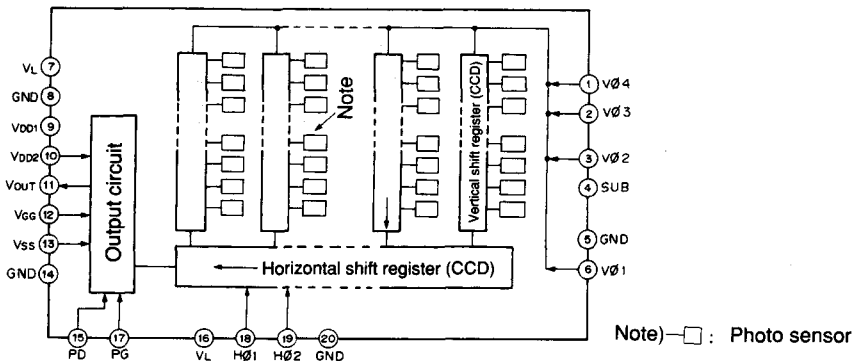 VL 7
GND 8
VDD1 9
VDD2 10
VOUT 11
VGG 12
VSS 13
GND 14
Output circuit
Note
Vertical shift register (CCD)
Horizontal shift register (CCD)
1 VØ4
2 VØ3
3 VØ2
4 SUB
5 GND
6 VØ1
15 17 16 18 19 20
PD PG VL HØ1 HØ2 GND
Note) : Photo sensor